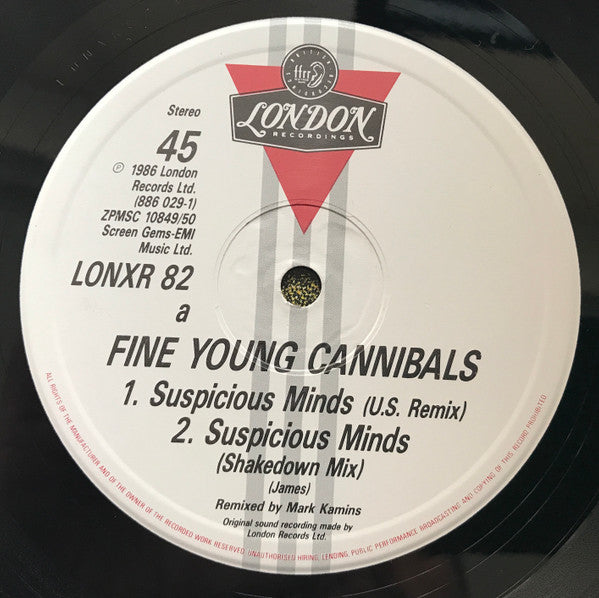 ffrr
LONDON
RECORDINGS
Stereo
45
℗ 1986 London
Records Ltd.
(886 029-1)
ZPMSC 10849/50
Screen Gems-EMI
Music Ltd.
LONXR 82
a
FINE YOUNG CANNIBALS
1. Suspicious Minds (U.S. Remix)
2. Suspicious Minds
(Shakedown Mix)
(James)
Remixed by Mark Kamins
Original sound recording made by
London Records Ltd.
ALL RIGHTS OF THE MANUFACTURER AND OF THE OWNER OF THE RECORDED WORK RESERVED. UNAUTHORISED HIRING, LENDING, PUBLIC PERFORMANCE BROADCASTING AND COPYING OF THIS RECORD PROHIBITED.